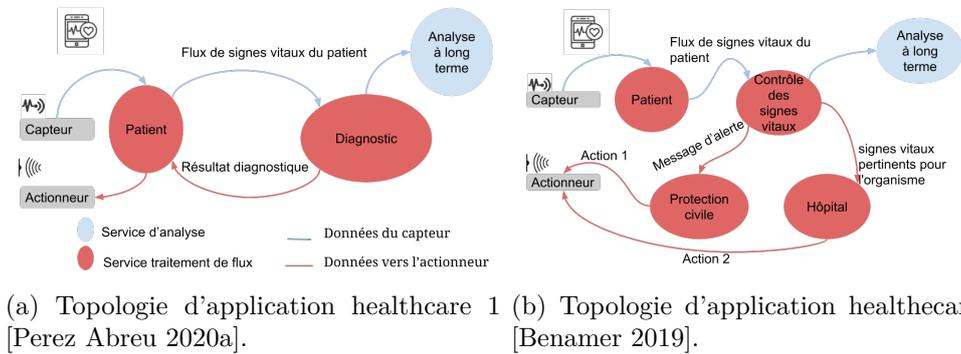 Flux de signes vitaux du patient
Analyse
à long
terme
Capteur
Patient
Diagnostic
Résultat diagnostique
Actionneur
Service d'analyse
Service traitement de flux
Données du capteur
Données vers l'actionneur
(a) Topologie d'application healthcare 1
[Perez Abreu 2020a].
Flux de signes vitaux du
patient
Analyse
à long
terme
Capteur
Patient
Contrôle
des
signes
vitaux
Message d'alerte
signes vitaux
pertinents pour
l'organisme
Action 1
Actionneur
Protection
civile
Hôpital
Action 2
(b) Topologie d'application
[Benamer 2019].